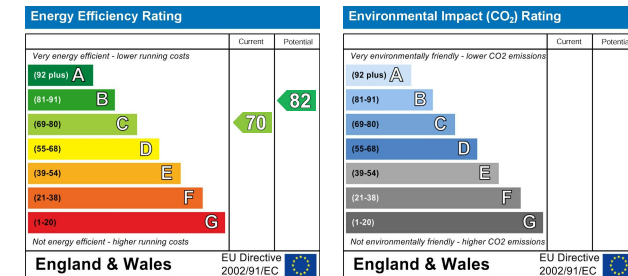 Energy Efficiency Rating
Current Potential
Very energy efficient - lower running costs
(92 plus) A
(81-91) B
(69-80) C
(55-68) D
(39-54) E
(21-38) F
(1-20) G
70
82
Not energy efficient - higher running costs
England & Wales
EU Directive
2002/91/EC
Environmental Impact (CO₂) Rating
Current Potential
Very environmentally friendly - lower CO2 emissions
(92 plus) A
(81-91) B
(69-80) C
(55-68) D
(39-54) E
(21-38) F
(1-20) G
Not environmentally friendly - higher CO2 emissions
England & Wales
EU Directive
2002/91/EC